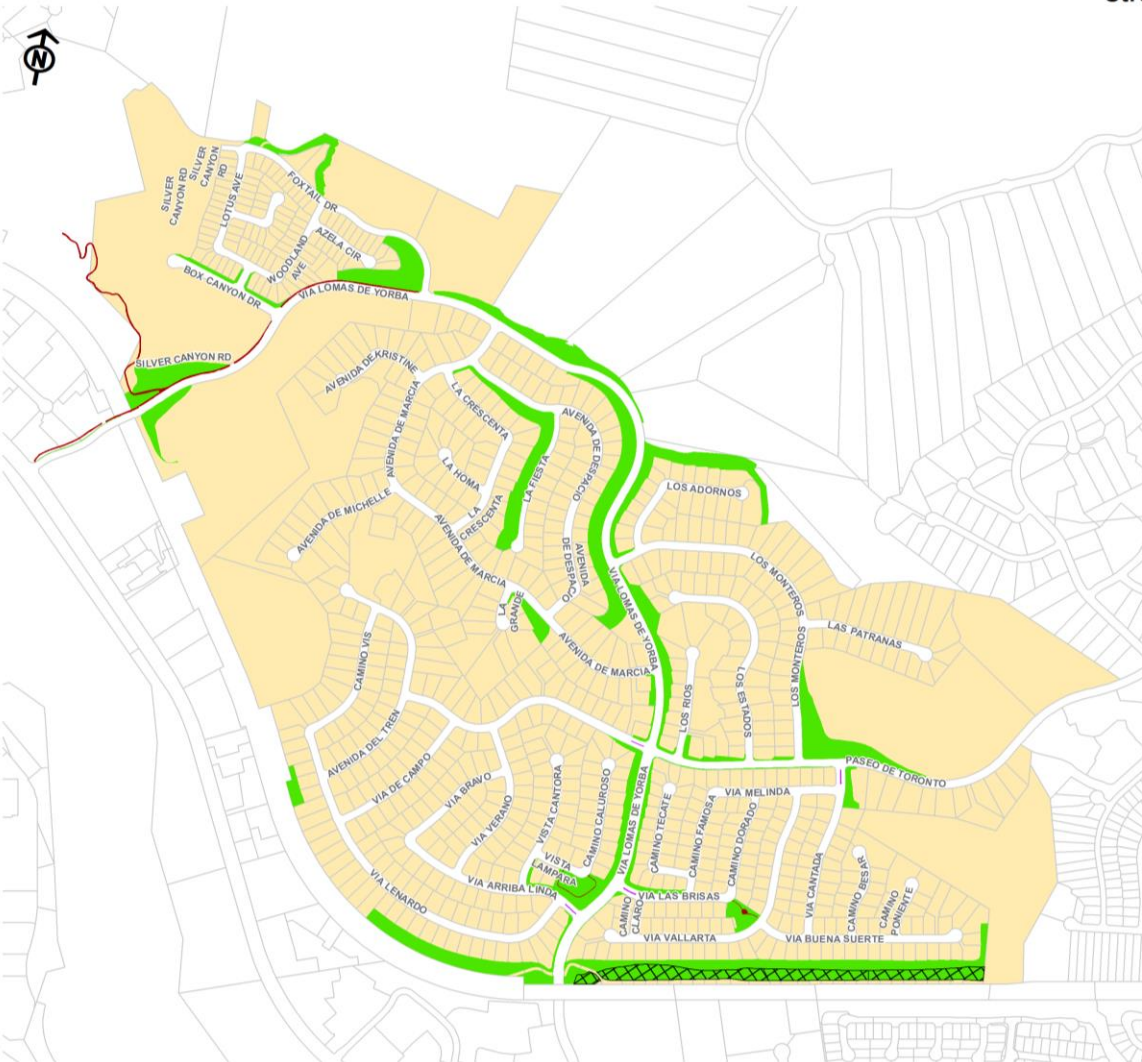 N
SILVER
CANYON RD
SILVER
CANYON
RD
LOTUS AVE
FOXTAIL DR
AZELA CIR
WOODLAND
AVE
BOX CANYON DR
VIA LOMAS DE YORBA
SILVER CANYON RD
AVENIDA DE KRISTINE
LA CRESCENTA
AVENIDA DE MARCIA
LA HOMA
LA
CRESCENTA
LA FIESTA
AVENIDA DE DESPACIO
AVENIDA
DE DESPACIO
LOS ADORNOS
AVENIDA DE MICHELLE
AVENIDA DE MARCIA
LA
GRANDE
AVENIDA DE MARCIA
VIA LOMAS DE YORBA
LOS MONTEROS
LOS MONTEROS
LAS PATRANAS
LOS ESTADOS
LOS RIOS
CAMINO VIS
AVENIDA DEL TREN
VIA DE CAMPO
VIA BRAVO
VIA VERANO
VISTA CANTORA
CAMINO CALUROSO
VIA LOMAS DE YORBA
PASEO DE TORONTO
VIA MELINDA
CAMINO TECATE
CAMINO FAMOSA
CAMINO DORADO
VISTA
LAMPARA
VIA ARRIBA LINDA
VIA LENARDO
CAMINO
CLARO
VIA LAS BRISAS
VIA VALLARTA
VIA CANTADA
CAMINO BESAR
CAMINO
PONIENTE
VIA BUENA SUERTE